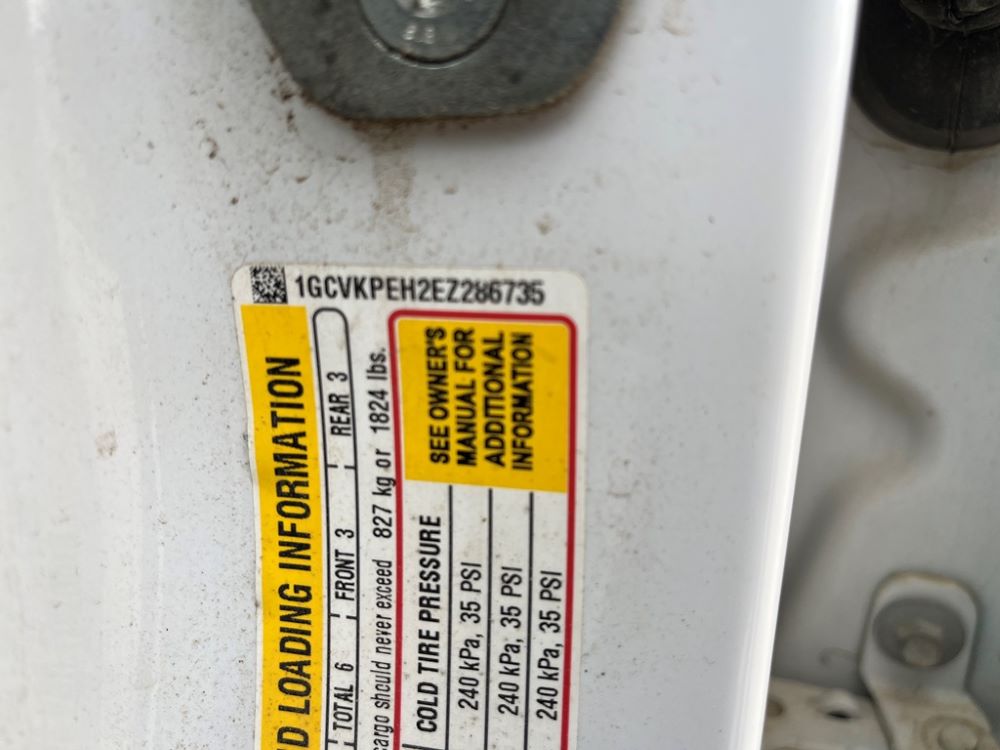 1GCVKPEH2EZ286735
D LOADING INFORMATION
TOTAL 6 FRONT 3 REAR 3
cargo should never exceed 827 kg or 1824 lbs.
COLD TIRE PRESSURE
240 kPa, 35 PSI
240 kPa, 35 PSI
240 kPa, 35 PSI
SEE OWNER'S
MANUAL FOR
ADDITIONAL
INFORMATION